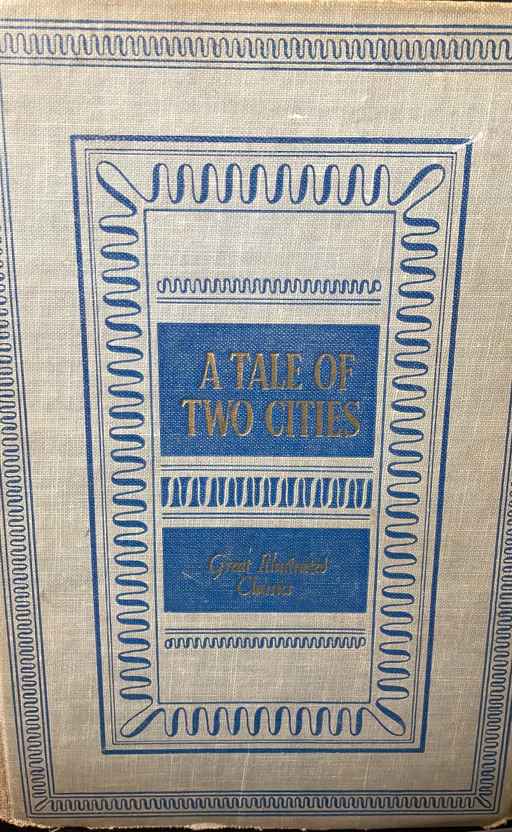 A TALE OF
TWO CITIES
Great Illustrated
Classics